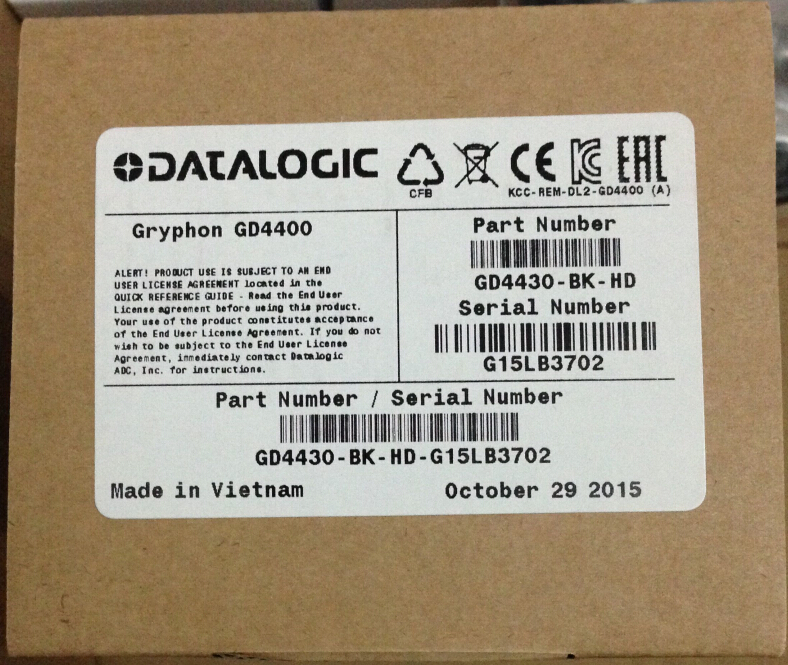 DATALOGIC
CFB
CE
KC
EAC
KCC-REM-DL2-GD4400 (A)
Gryphon GD4400
ALERT! PRODUCT USE IS SUBJECT TO AN END
USER LICENSE AGREEMENT located in the
QUICK REFERENCE GUIDE - Read the End User
License agreement before using this product.
Your use of the product constitutes acceptance
of the End User License Agreement. If you do not
wish to be subject to the End User License
Agreement, immediately contact Datalogic
ADC, Inc. for instructions.
Part Number
GD4430-BK-HD
Serial Number
G15LB3702
Part Number / Serial Number
GD4430-BK-HD-G15LB3702
Made in Vietnam
October 29 2015